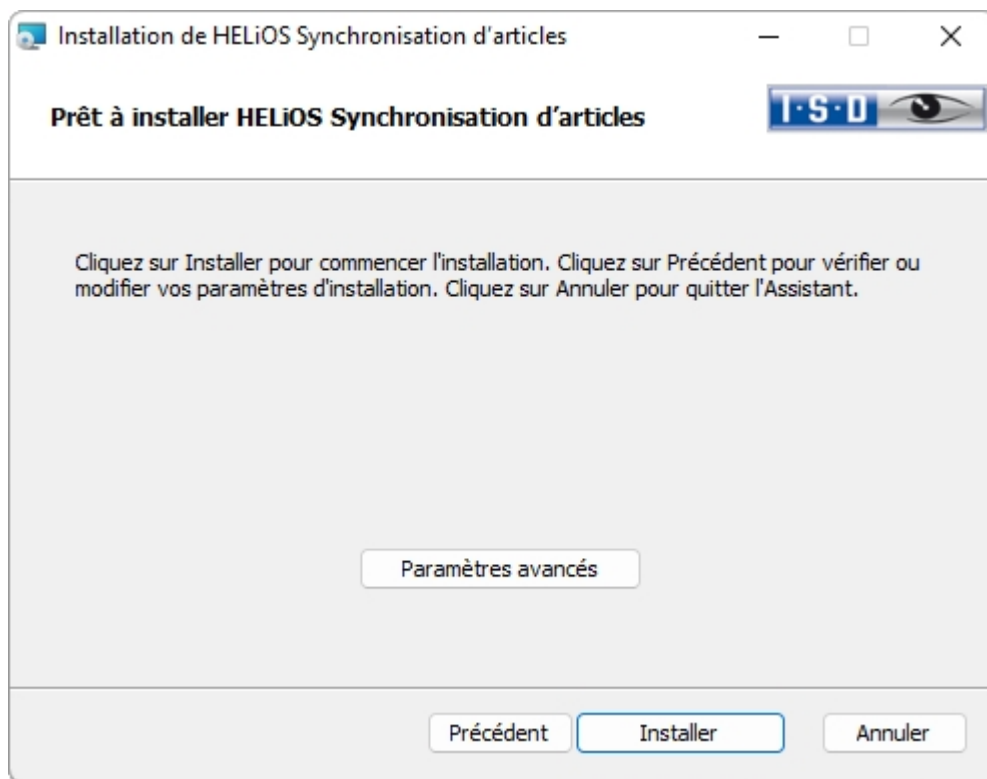 Installation de HELiOS Synchronisation d'articles
Prêt à installer HELiOS Synchronisation d’articles
I·S·D
Cliquez sur Installer pour commencer l'installation. Cliquez sur Précédent pour vérifier ou
modifier vos paramètres d'installation. Cliquez sur Annuler pour quitter l'Assistant.
Paramètres avancés
Précédent
Installer
Annuler